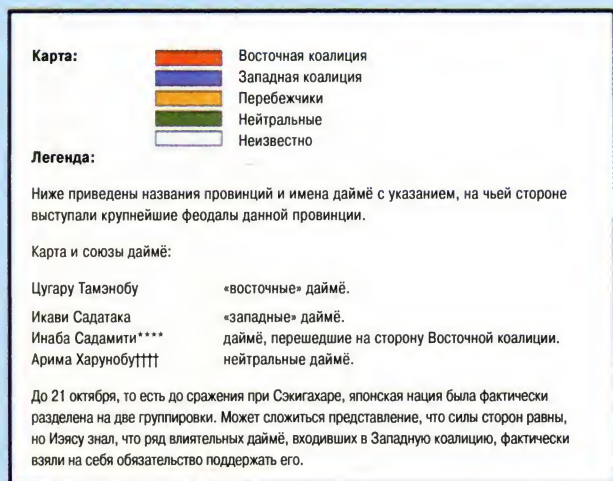 Карта:
Восточная коалиция
Западная коалиция
Перебежчики
Нейтральные
Неизвестно
Легенда:
Ниже приведены названия провинций и имена даймё с указанием, на чьей стороне
выступали крупнейшие феодалы данной провинции.
Карта и союзы даймё:
Цугару Тамэнобу «восточные» даймё.
Икави Садатака «западные» даймё.
Инаба Садамити**** даймё, перешедшие на сторону Восточной коалиции.
Арима Харунобу†††† нейтральные даймё.
До 21 октября, то есть до сражения при Сэкигахаре, японская нация была фактически
разделена на две группировки. Может сложиться представление, что силы сторон равны,
но Иэясу знал, что ряд влиятельных даймё, входивших в Западную коалицию, фактически
взяли на себя обязательство поддержать его.